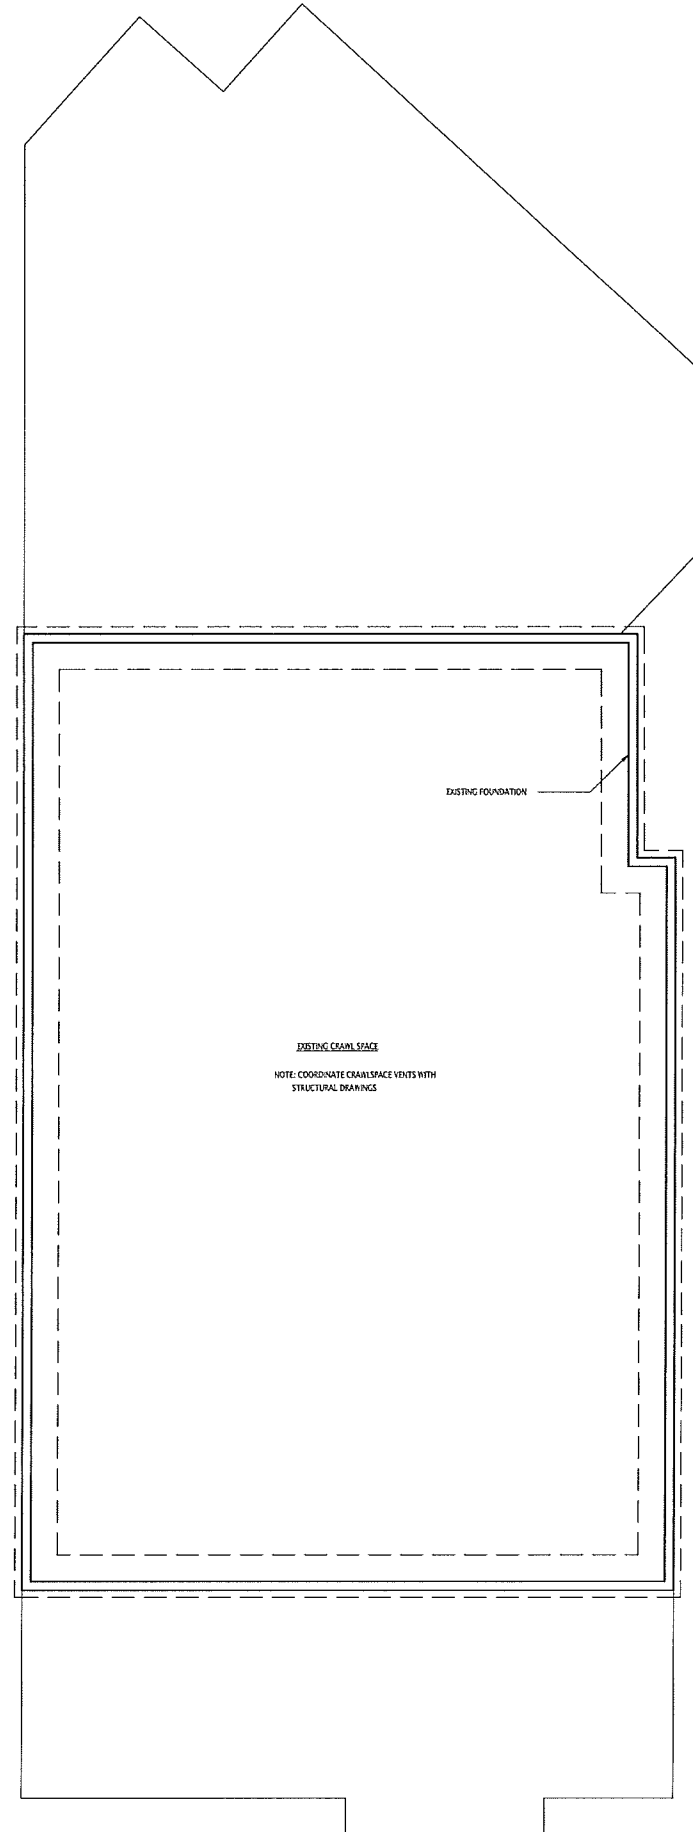 EXISTING FOUNDATION
EXISTING CRAWL SPACE
NOTE: COORDINATE CRAWLSPACE VENTS WITH
STRUCTURAL DRAWINGS